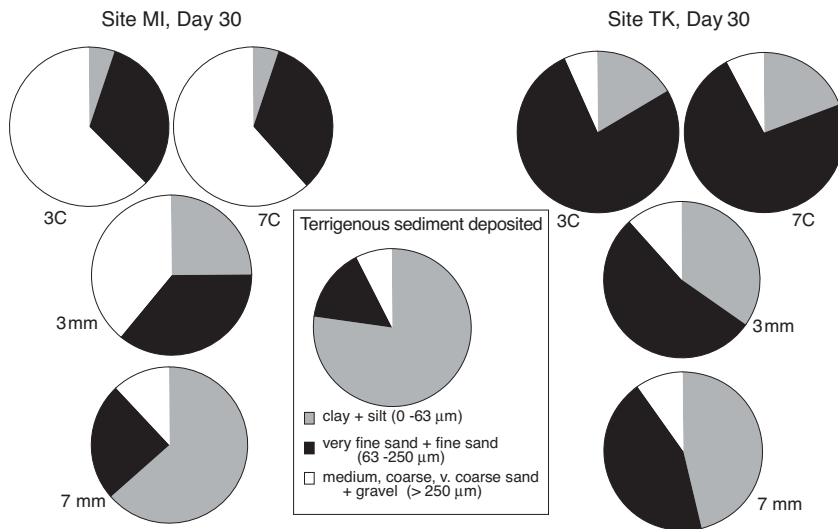 Site MI, Day 30
Site TK, Day 30
3C
7C
3C
7C
Terrigenous sediment deposited
3 mm
3 mm
clay + silt (0 -63 µm)
very fine sand + fine sand
(63 -250 µm)
medium, coarse, v. coarse sand
+ gravel (> 250 µm)
7 mm
7 mm